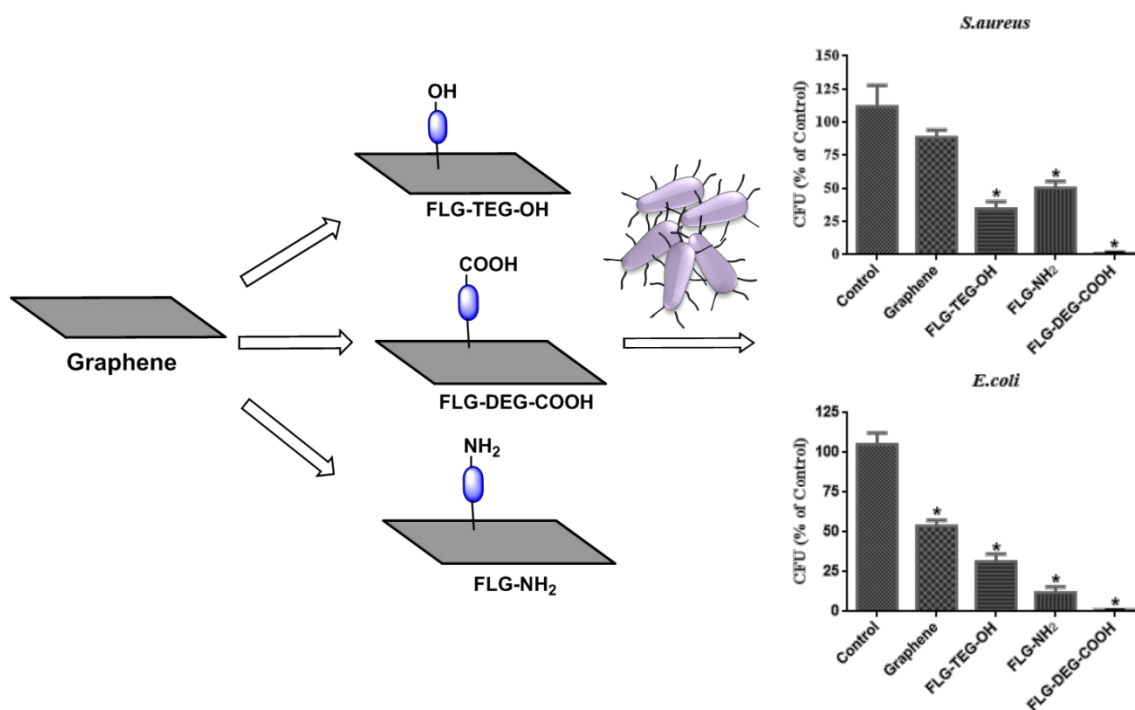 Graphene
OH
FLG-TEG-OH
COOH
FLG-DEG-COOH
NH₂
FLG-NH₂
S.aureus
CFU (% of Control)
150
125
100
75
50
25
0
*
*
*
Control
Graphene
FLG-TEG-OH
FLG-NH₂
FLG-DEG-COOH
E.coli
CFU (% of Control)
125
100
75
50
25
0
*
*
*
*
Control
Graphene
FLG-TEG-OH
FLG-NH₂
FLG-DEG-COOH